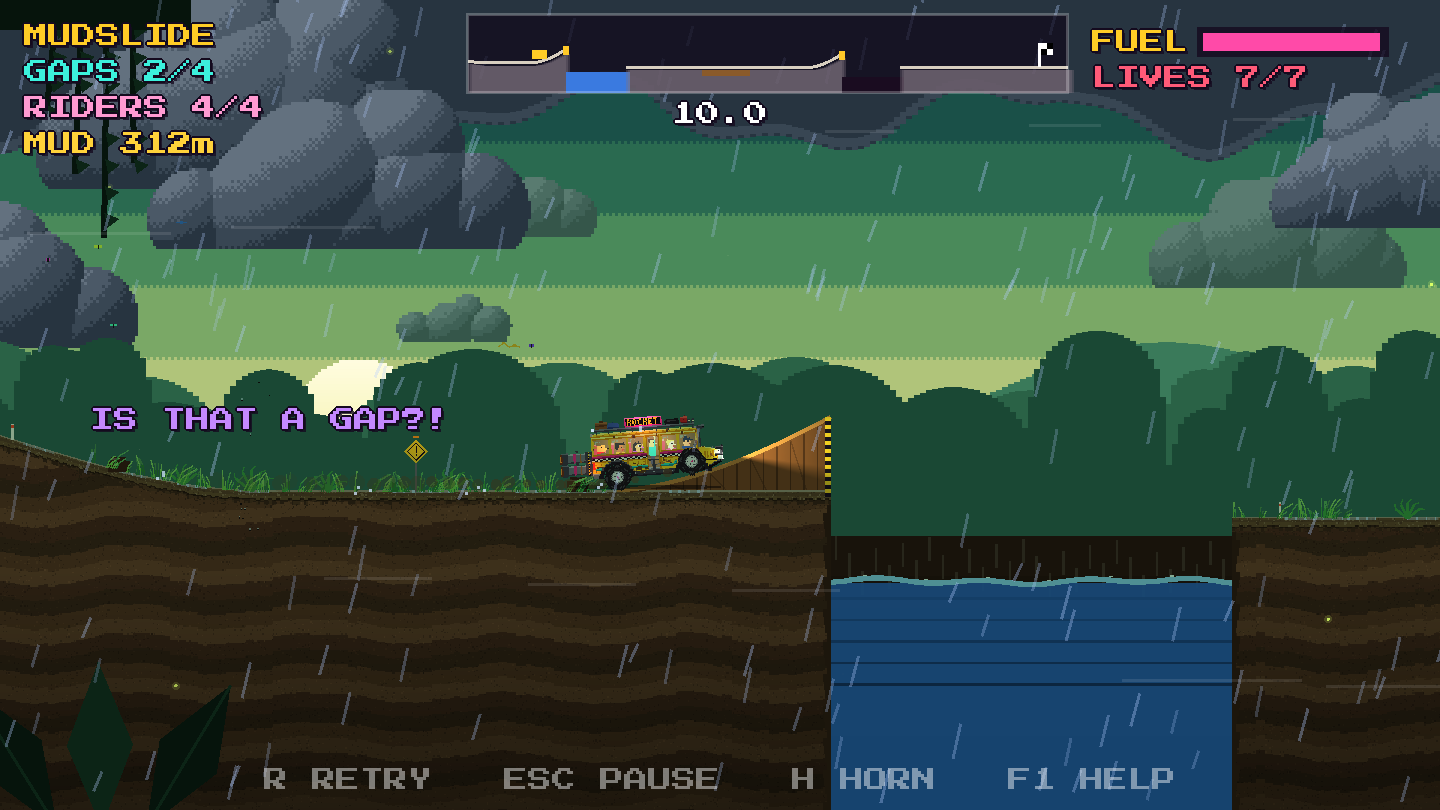 MUDSLIDE
GAPS 2/4
RIDERS 4/4
MUD 312m
10.0
FUEL
LIVES 7/7
IS THAT A GAP?!
R RETRY ESC PAUSE H HORN F1 HELP